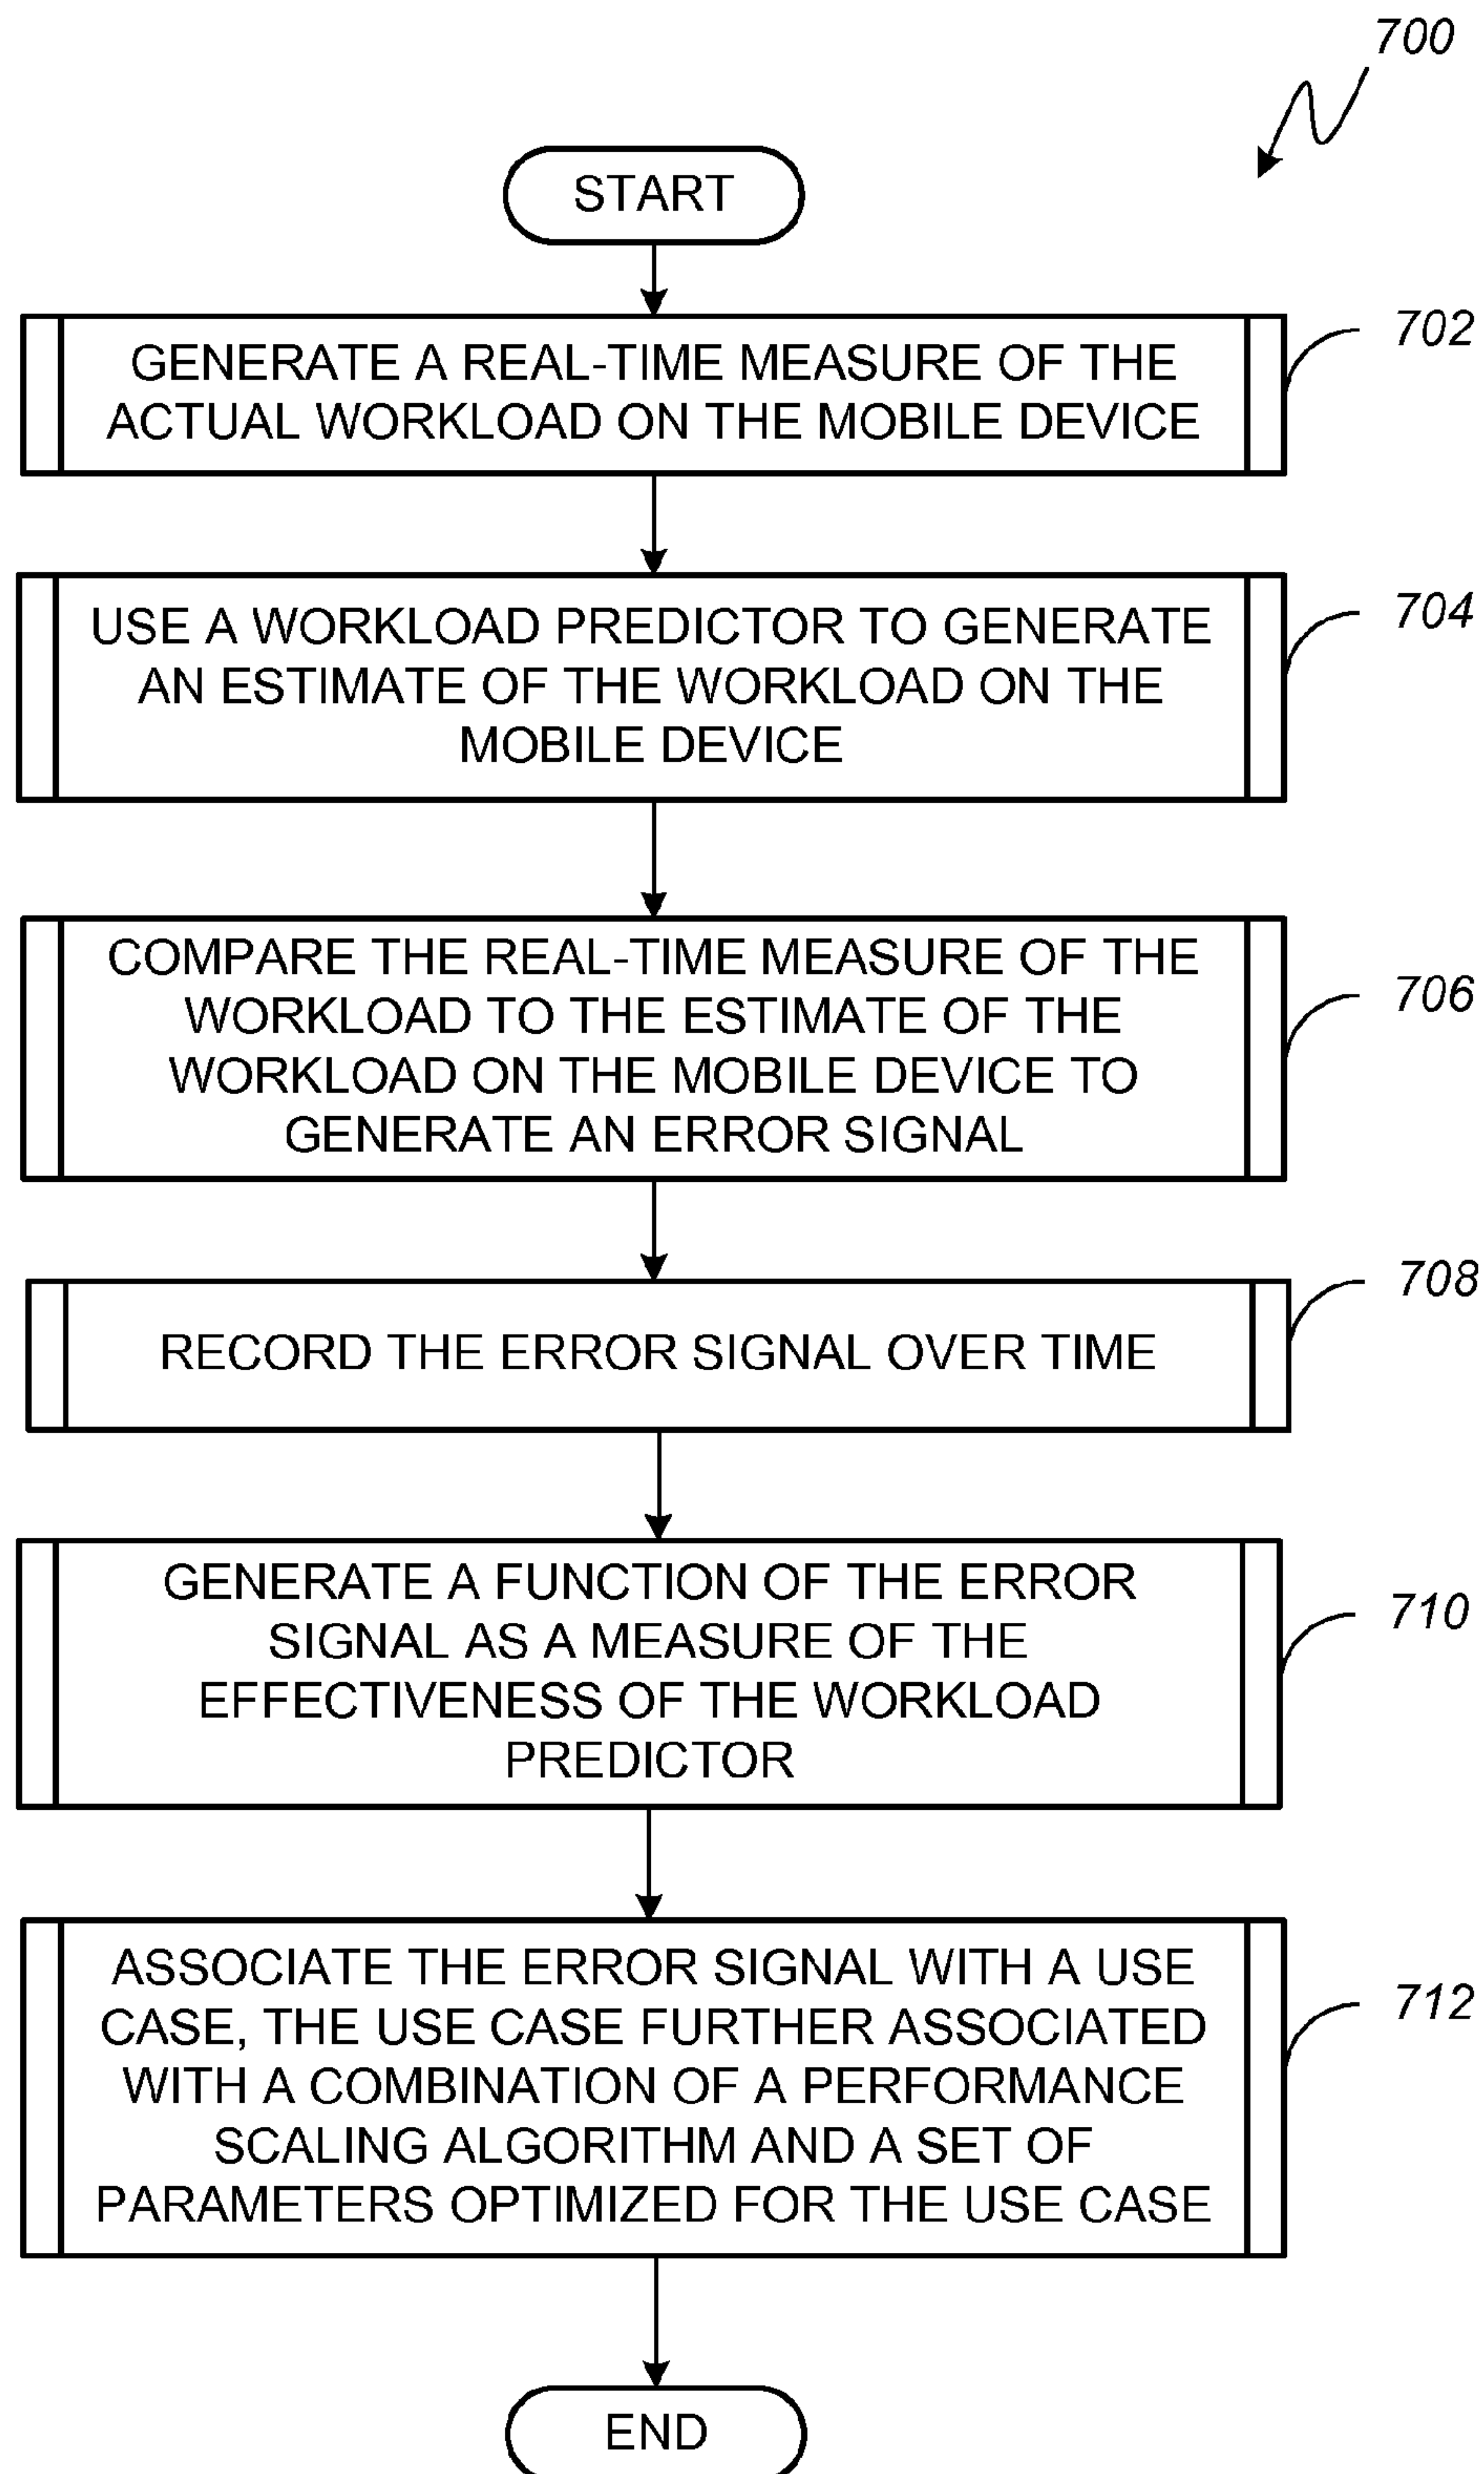 700
START
GENERATE A REAL-TIME MEASURE OF THE
ACTUAL WORKLOAD ON THE MOBILE DEVICE
702
USE A WORKLOAD PREDICTOR TO GENERATE
AN ESTIMATE OF THE WORKLOAD ON THE
MOBILE DEVICE
704
COMPARE THE REAL-TIME MEASURE OF THE
WORKLOAD TO THE ESTIMATE OF THE
WORKLOAD ON THE MOBILE DEVICE TO
GENERATE AN ERROR SIGNAL
706
RECORD THE ERROR SIGNAL OVER TIME
708
GENERATE A FUNCTION OF THE ERROR
SIGNAL AS A MEASURE OF THE
EFFECTIVENESS OF THE WORKLOAD
PREDICTOR
710
ASSOCIATE THE ERROR SIGNAL WITH A USE
CASE, THE USE CASE FURTHER ASSOCIATED
WITH A COMBINATION OF A PERFORMANCE
SCALING ALGORITHM AND A SET OF
PARAMETERS OPTIMIZED FOR THE USE CASE
712
END